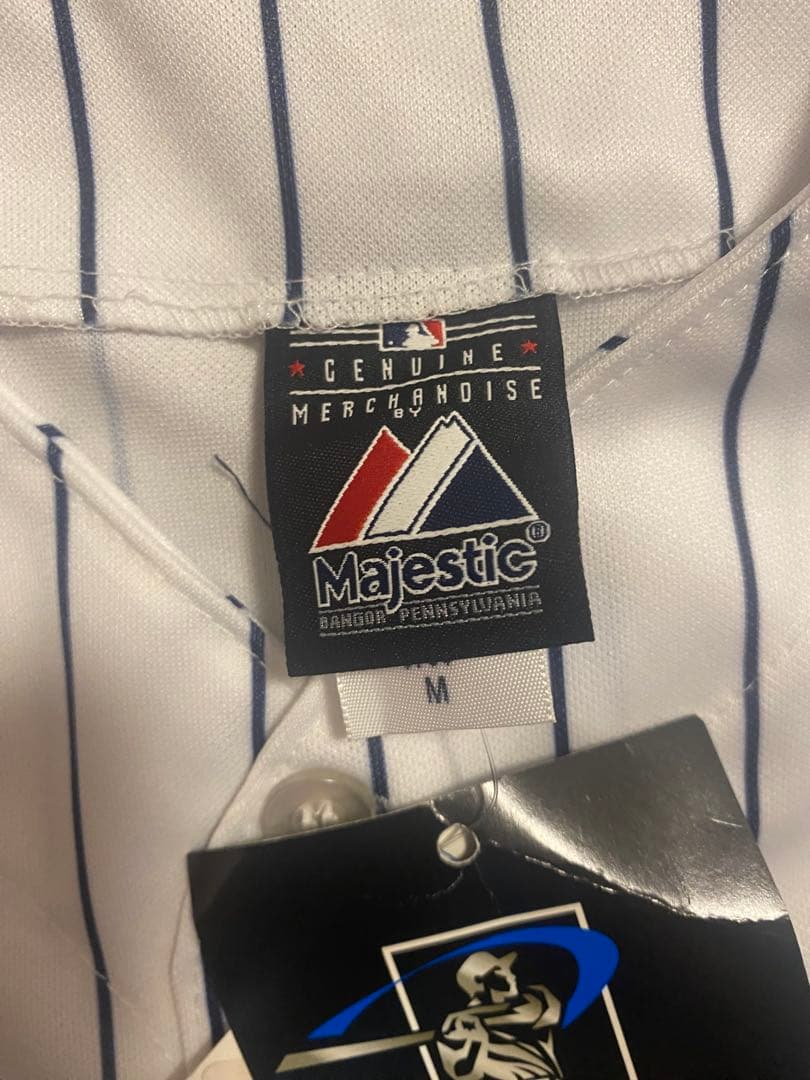 GENUINE
MERCHANDISE
BY
Majestic®
BANGOR PENNSYLVANIA
M